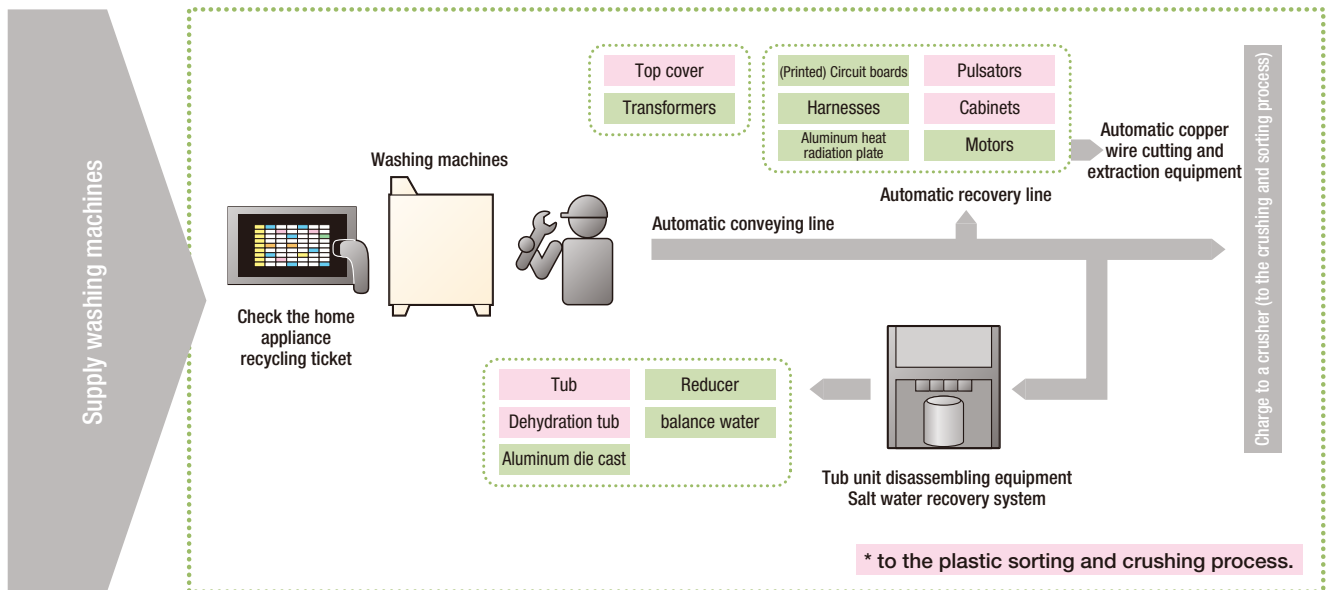 Supply washing machines
Check the home
appliance
recycling ticket
Washing machines
Top cover
Transformers
(Printed) Circuit boards
Harnesses
Aluminum heat
radiation plate
Pulsators
Cabinets
Motors
Automatic copper
wire cutting and
extraction equipment
Automatic recovery line
Automatic conveying line
Charge to a crusher (to the crushing and sorting process)
Tub
Dehydration tub
Aluminum die cast
Reducer
balance water
Tub unit disassembling equipment
Salt water recovery system
* to the plastic sorting and crushing process.